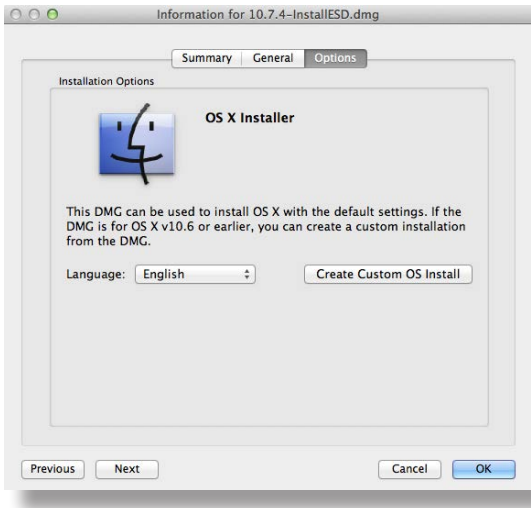 Information for 10.7.4-InstallESD.dmg
Summary General Options
Installation Options
OS X Installer
This DMG can be used to install OS X with the default settings. If the
DMG is for OS X v10.6 or earlier, you can create a custom installation
from the DMG.
Language: English Create Custom OS Install
Previous Next Cancel OK